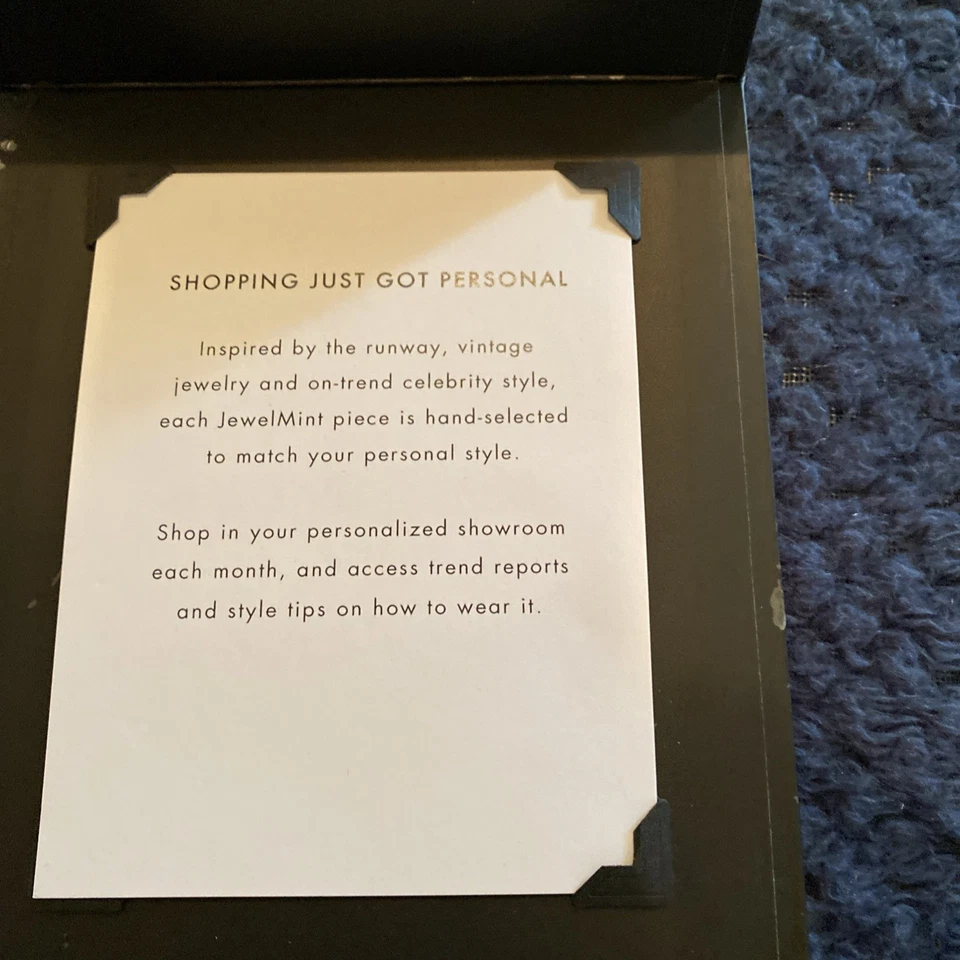 SHOPPING JUST GOT PERSONAL
Inspired by the runway, vintage
jewelry and on-trend celebrity style,
each JewelMint piece is hand-selected
to match your personal style.
Shop in your personalized showroom
each month, and access trend reports
and style tips on how to wear it.